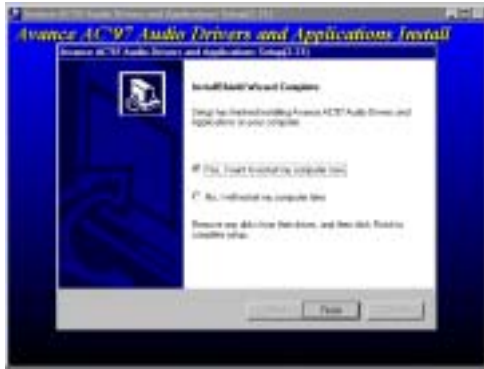 Avance AC'97 Audio Drivers and Applications Install
Avance AC'97 Audio Drivers and Applications Setup
InstallShield Wizard Complete
Setup has finished installing Avance AC'97 Audio Drivers and
Applications on your computer.
Yes, I want to restart my computer now.
No, I will restart my computer later.
Remove any disks from their drives, and then click Finish to
complete setup.
Finish